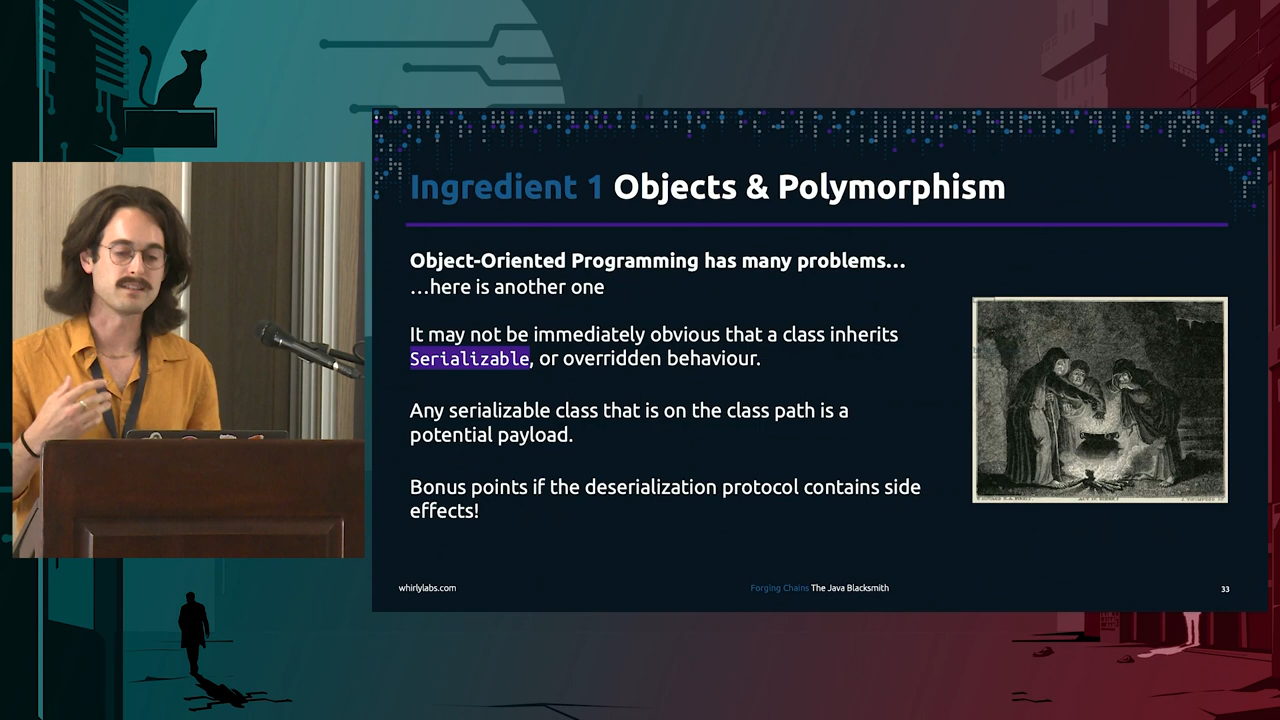 Ingredient 1 Objects & Polymorphism
Object-Oriented Programming has many problems...
...here is another one
It may not be immediately obvious that a class inherits
Serializable, or overridden behaviour.
Any serializable class that is on the class path is a
potential payload.
Bonus points if the deserialization protocol contains side
effects!
whirlylabs.com
Forging Chains The Java Blacksmith
33